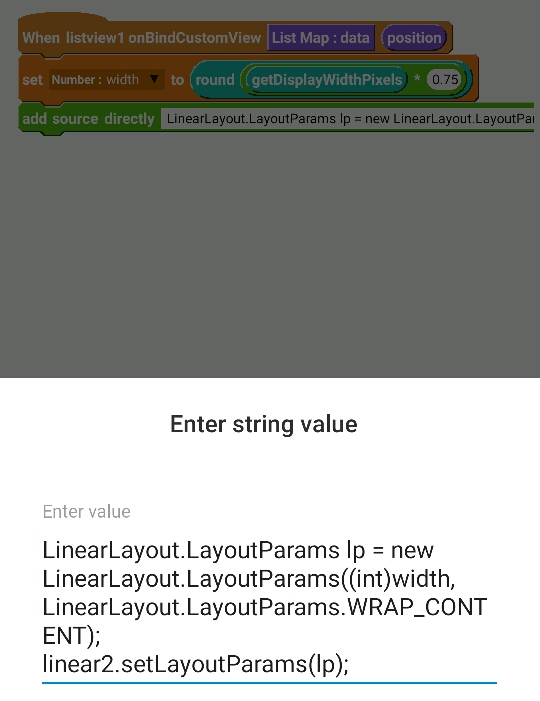 When listview1 onBindCustomView List Map : data position
set Number : width ▼ to round getDisplayWidthPixels * 0.75
add source directly LinearLayout.LayoutParams lp = new LinearLayout.LayoutPar
Enter string value
Enter value
LinearLayout.LayoutParams lp = new
LinearLayout.LayoutParams((int)width,
LinearLayout.LayoutParams.WRAP_CONT
ENT);
linear2.setLayoutParams(lp);